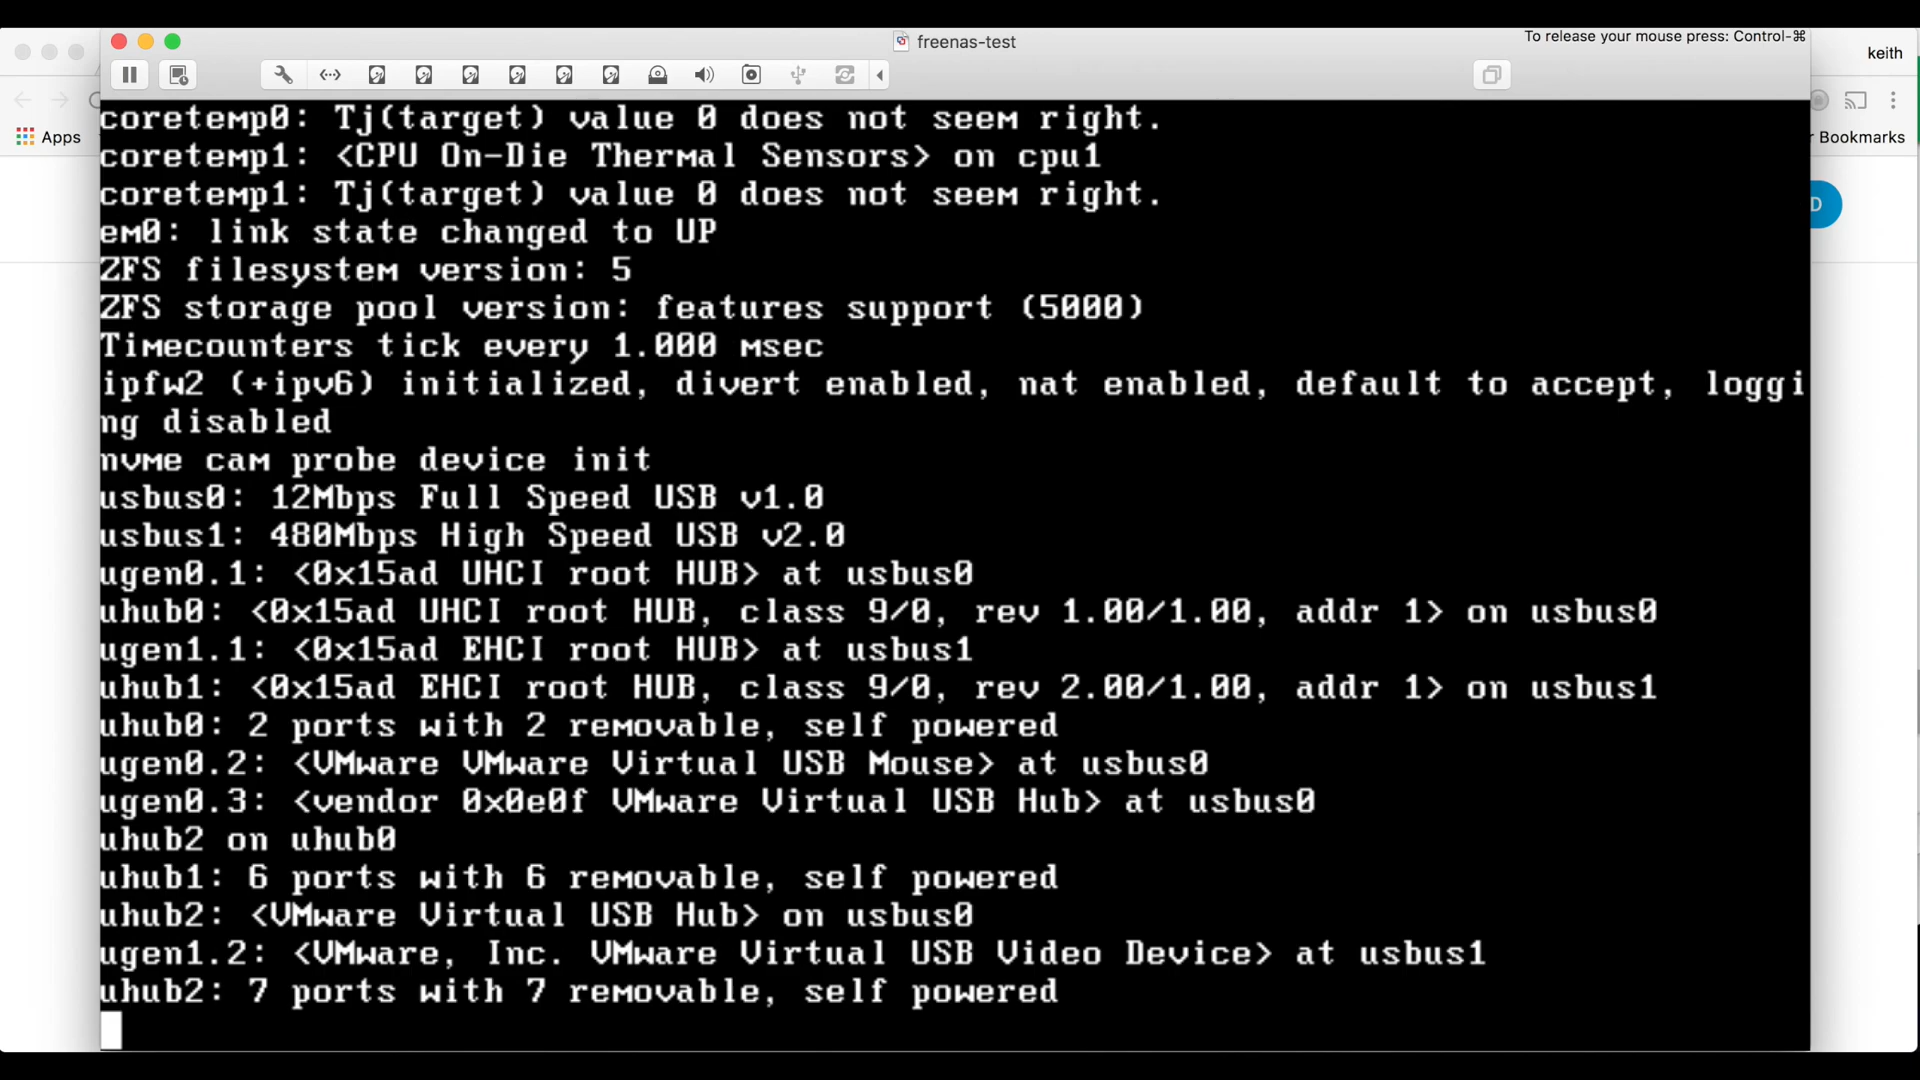 freenas-test
To release your mouse press: Control-⌘
keith
Apps
r Bookmarks
D
coretemp0: Tj(target) value 0 does not seem right.
coretemp1: <CPU On-Die Thermal Sensors> on cpu1
coretemp1: Tj(target) value 0 does not seem right.
em0: link state changed to UP
ZFS filesystem version: 5
ZFS storage pool version: features support (5000)
Timecounters tick every 1.000 msec
ipfw2 (+ipv6) initialized, divert enabled, nat enabled, default to accept, loggi
ng disabled
nvme cam probe device init
usbus0: 12Mbps Full Speed USB v1.0
usbus1: 480Mbps High Speed USB v2.0
ugen0.1: <0x15ad UHCI root HUB> at usbus0
uhub0: <0x15ad UHCI root HUB, class 9/0, rev 1.00/1.00, addr 1> on usbus0
ugen1.1: <0x15ad EHCI root HUB> at usbus1
uhub1: <0x15ad EHCI root HUB, class 9/0, rev 2.00/1.00, addr 1> on usbus1
uhub0: 2 ports with 2 removable, self powered
ugen0.2: <VMware VMware Virtual USB Mouse> at usbus0
ugen0.3: <vendor 0x0e0f VMware Virtual USB Hub> at usbus0
uhub2 on uhub0
uhub1: 6 ports with 6 removable, self powered
uhub2: <VMware Virtual USB Hub> on usbus0
ugen1.2: <VMware, Inc. VMware Virtual USB Video Device> at usbus1
uhub2: 7 ports with 7 removable, self powered